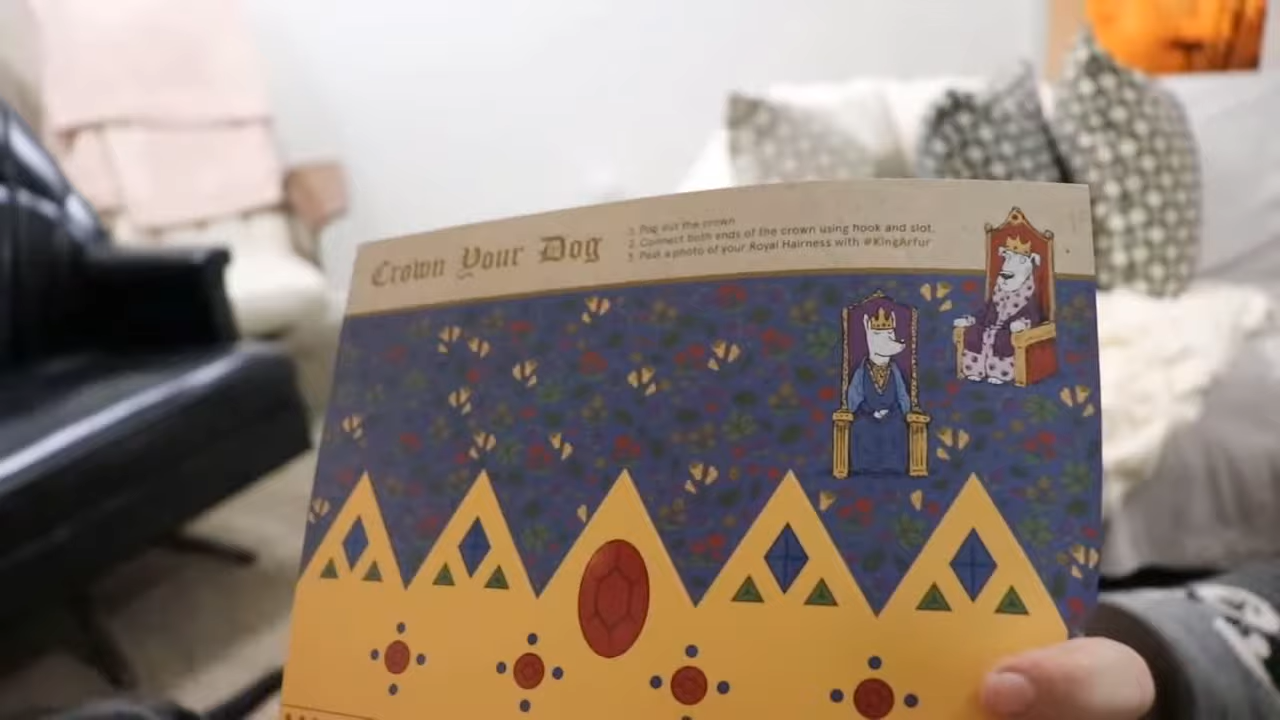 Crown Your Dog
1. Pop out the crown
2. Connect both ends of the crown using hook and slot.
3. Post a photo of your Royal Hairness with #KingArfur